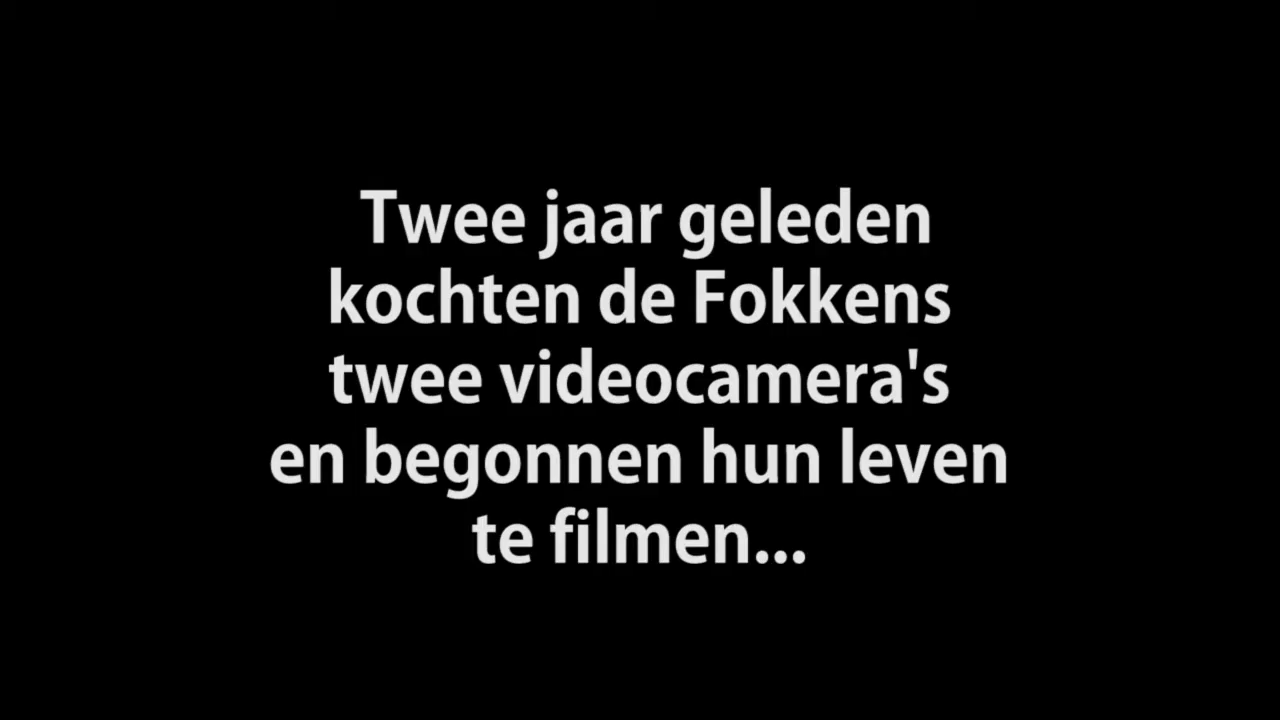 Twee jaar geleden
kochten de Fokkens
twee videocamera's
en begonnen hun leven
te filmen...